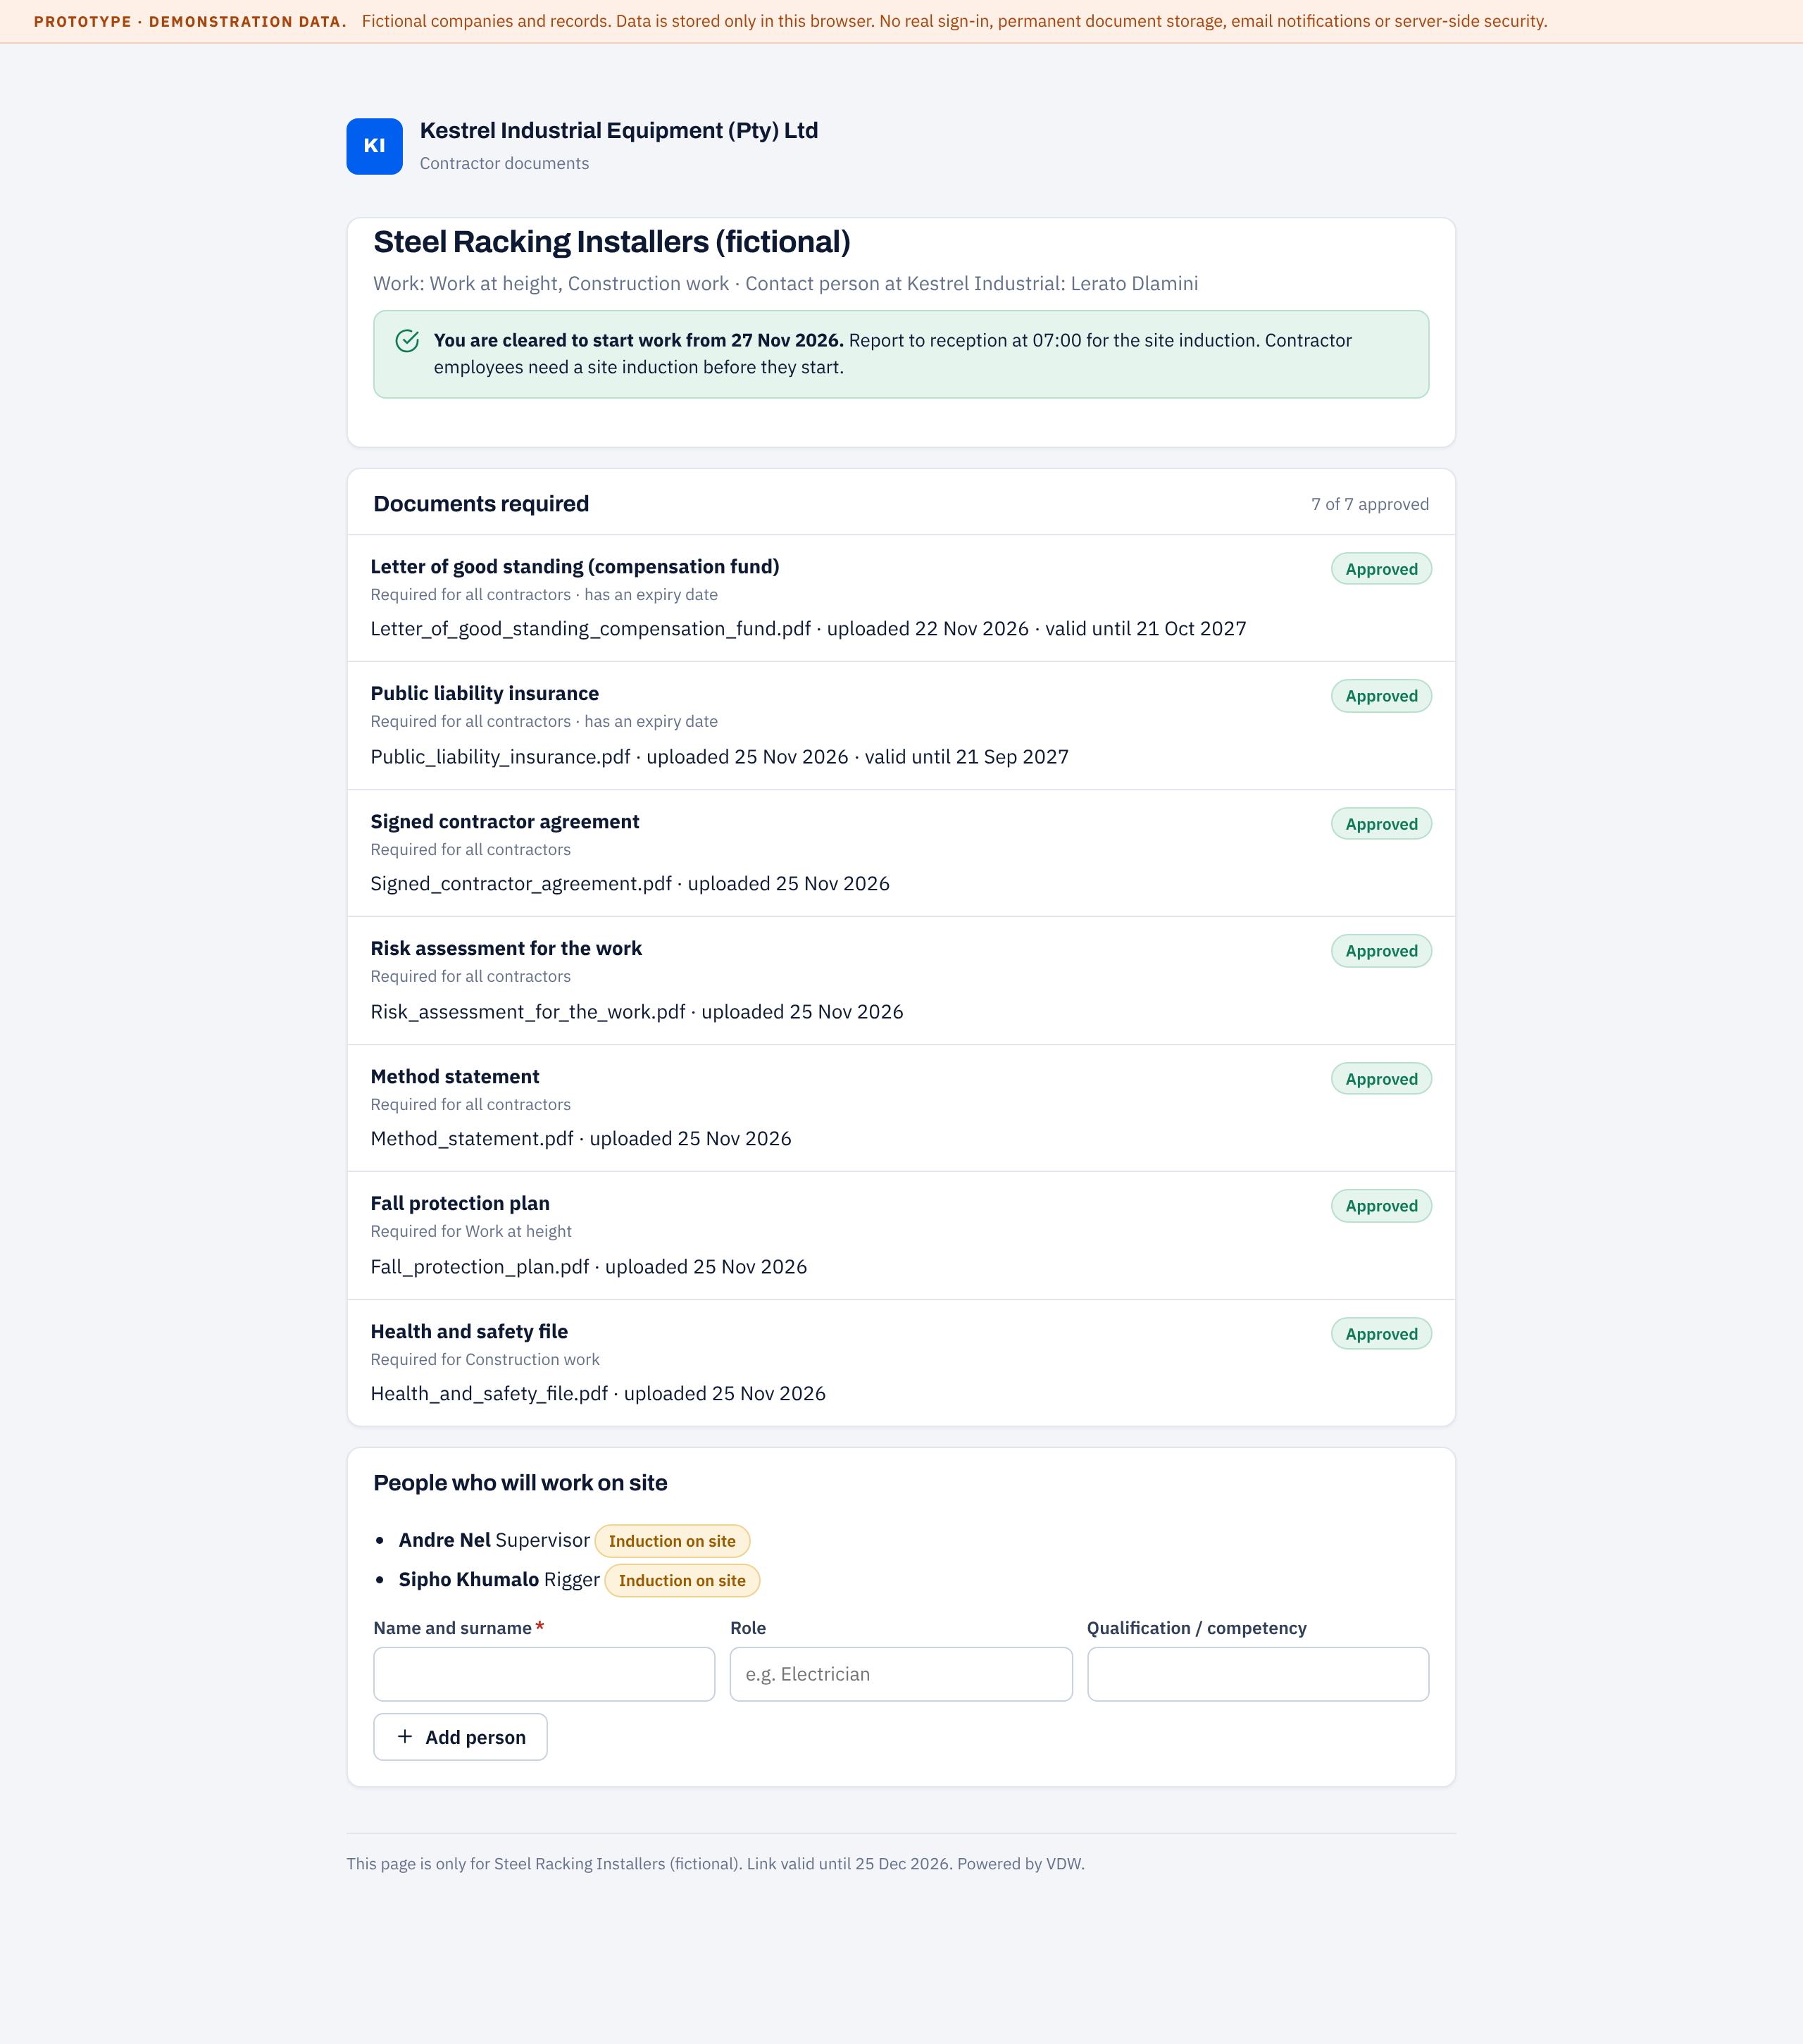 PROTOTYPE · DEMONSTRATION DATA. Fictional companies and records. Data is stored only in this browser. No real sign-in, permanent document storage, email notifications or server-side security.
KI
Kestrel Industrial Equipment (Pty) Ltd
Contractor documents
Steel Racking Installers (fictional)
Work: Work at height, Construction work · Contact person at Kestrel Industrial: Lerato Dlamini
You are cleared to start work from 27 Nov 2026. Report to reception at 07:00 for the site induction. Contractor
employees need a site induction before they start.
Documents required 7 of 7 approved
Letter of good standing (compensation fund) Approved
Required for all contractors · has an expiry date
Letter_of_good_standing_compensation_fund.pdf · uploaded 22 Nov 2026 · valid until 21 Oct 2027
Public liability insurance Approved
Required for all contractors · has an expiry date
Public_liability_insurance.pdf · uploaded 25 Nov 2026 · valid until 21 Sep 2027
Signed contractor agreement Approved
Required for all contractors
Signed_contractor_agreement.pdf · uploaded 25 Nov 2026
Risk assessment for the work Approved
Required for all contractors
Risk_assessment_for_the_work.pdf · uploaded 25 Nov 2026
Method statement Approved
Required for all contractors
Method_statement.pdf · uploaded 25 Nov 2026
Fall protection plan Approved
Required for Work at height
Fall_protection_plan.pdf · uploaded 25 Nov 2026
Health and safety file Approved
Required for Construction work
Health_and_safety_file.pdf · uploaded 25 Nov 2026
People who will work on site
• Andre Nel Supervisor Induction on site
• Sipho Khumalo Rigger Induction on site
Name and surname * Role Qualification / competency
e.g. Electrician
+ Add person
This page is only for Steel Racking Installers (fictional). Link valid until 25 Dec 2026. Powered by VDW.